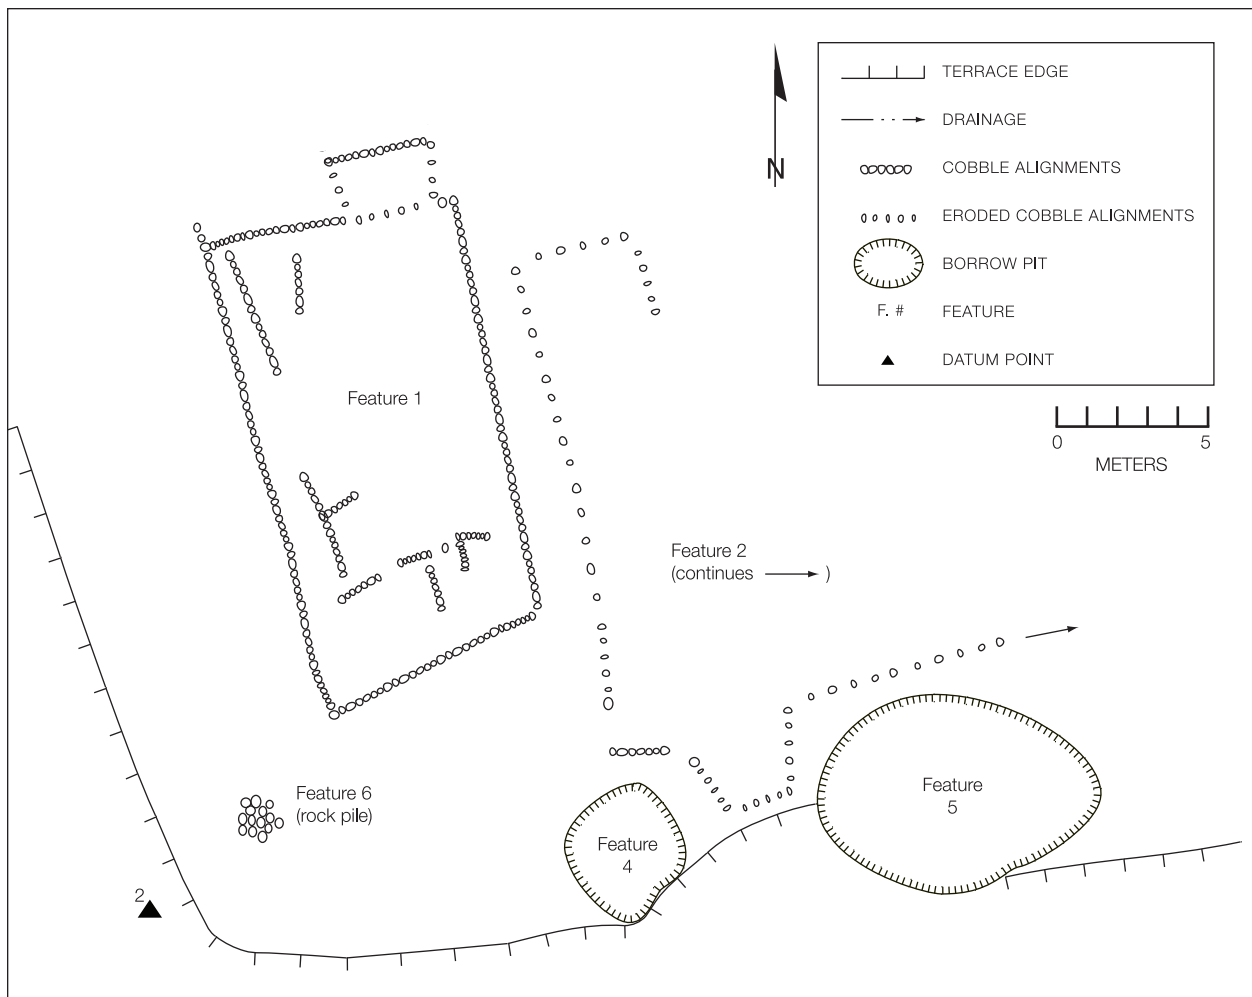 N
TERRACE EDGE
DRAINAGE
COBBLE ALIGNMENTS
ERODED COBBLE ALIGNMENTS
BORROW PIT
F. # FEATURE
DATUM POINT
0 5
METERS
Feature 1
Feature 2
(continues )
Feature 6
(rock pile)
Feature
4
Feature
5
2